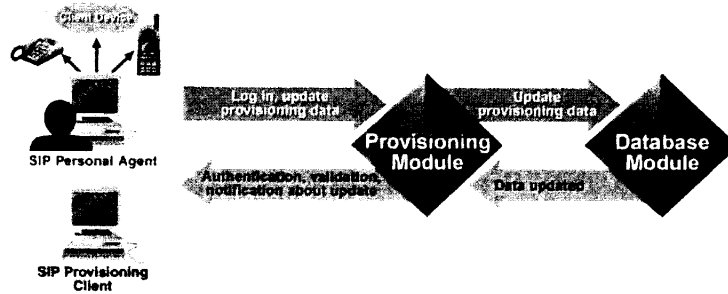 Client Device
Log in, update
provisioning data
Update
provisioning data
Provisioning
Module
Database
Module
SIP Personal Agent
Authentication, validation,
notification about update
Data updated
SIP Provisioning
Client